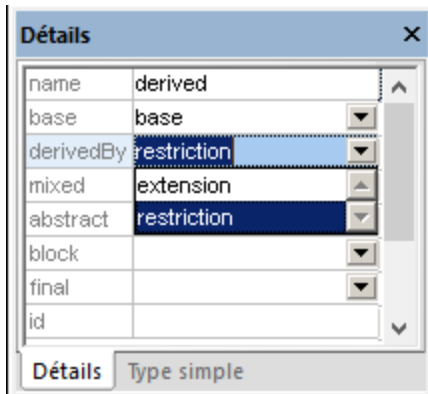 Détails
name derived
base base
derivedBy restriction
mixed extension
abstract restriction
block
final
id
Détails Type simple